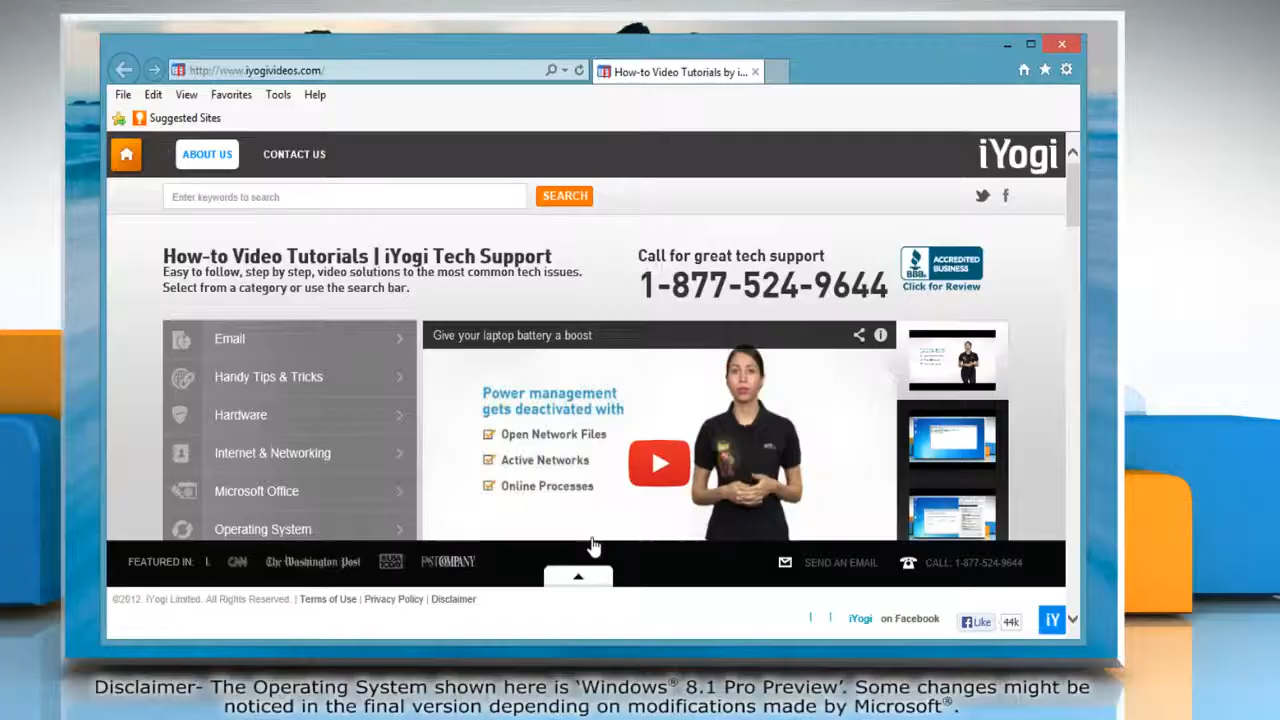 http://www.iyogivideos.com/
How-to Video Tutorials by i...
File Edit View Favorites Tools Help
Suggested Sites
ABOUT US CONTACT US
iYogi
Enter keywords to search
SEARCH
How-to Video Tutorials | iYogi Tech Support
Easy to follow, step by step, video solutions to the most common tech issues.
Select from a category or use the search bar.
Call for great tech support
1-877-524-9644
BBB.
ACCREDITED
BUSINESS
Click for Review
Email
Handy Tips & Tricks
Hardware
Internet & Networking
Microsoft Office
Operating System
Give your laptop battery a boost
Power management
gets deactivated with
Open Network Files
Active Networks
Online Processes
FEATURED IN: CNN The Washington Post FAST COMPANY
SEND AN EMAIL CALL: 1-877-524-9644
©2012. iYogi Limited. All Rights Reserved. | Terms of Use | Privacy Policy | Disclaimer
iYogi on Facebook
Like 44k
iY
Disclaimer- The Operating System shown here is ‘Windows® 8.1 Pro Preview’. Some changes might be
noticed in the final version depending on modifications made by Microsoft®.